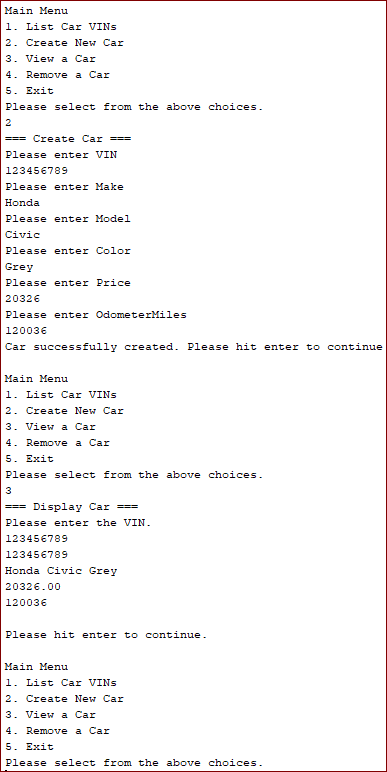 Main Menu
1. List Car VINs
2. Create New Car
3. View a Car
4. Remove a Car
5. Exit
Please select from the above choices.
2
=== Create Car ===
Please enter VIN
123456789
Please enter Make
Honda
Please enter Model
Civic
Please enter Color
Grey
Please enter Price
20326
Please enter OdometerMiles
120036
Car successfully created. Please hit enter to continue
Main Menu
1. List Car VINs
2. Create New Car
3. View a Car
4. Remove a Car
5. Exit
Please select from the above choices.
3
=== Display Car ===
Please enter the VIN.
123456789
123456789
Honda Civic Grey
20326.00
120036
Please hit enter to continue.
Main Menu
1. List Car VINs
2. Create New Car
3. View a Car
4. Remove a Car
5. Exit
Please select from the above choices.